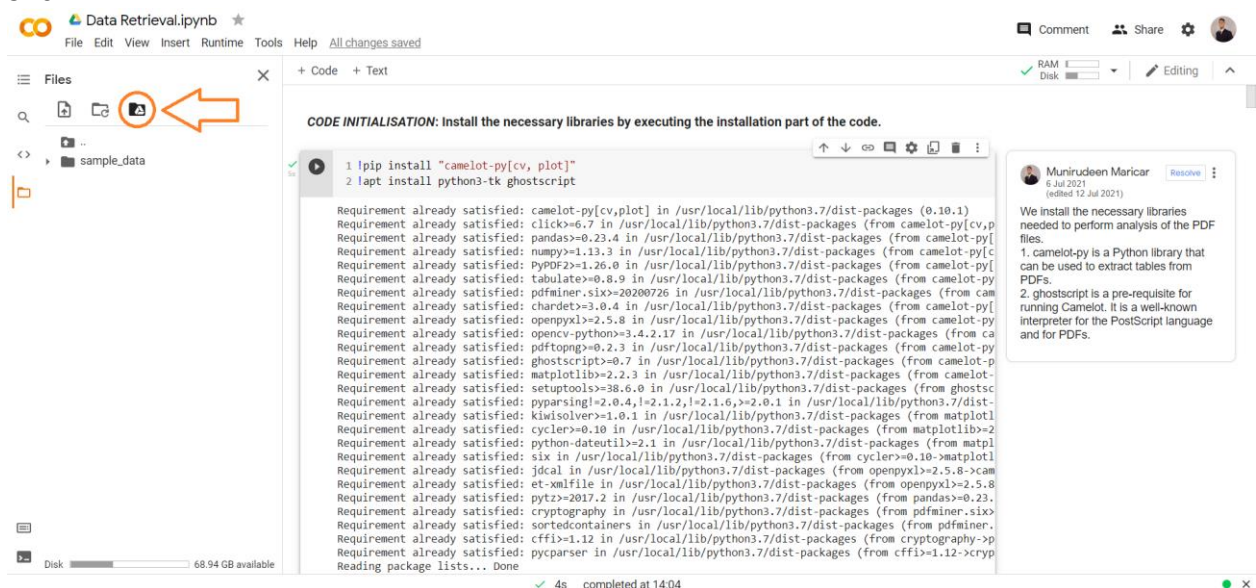 Data Retrieval.ipynb
File Edit View Insert Runtime Tools Help All changes saved
Comment Share
Files
+ Code + Text
RAM
Disk
Editing
..
sample_data
CODE INITIALISATION: Install the necessary libraries by executing the installation part of the code.
5s
1 !pip install "camelot-py[cv, plot]"
2 !apt install python3-tk ghostscript
Requirement already satisfied: camelot-py[cv,plot] in /usr/local/lib/python3.7/dist-packages (0.10.1)
Requirement already satisfied: click>=6.7 in /usr/local/lib/python3.7/dist-packages (from camelot-py[cv,p
Requirement already satisfied: pandas>=0.23.4 in /usr/local/lib/python3.7/dist-packages (from camelot-py[
Requirement already satisfied: numpy>=1.13.3 in /usr/local/lib/python3.7/dist-packages (from camelot-py[c
Requirement already satisfied: PyPDF2>=1.26.0 in /usr/local/lib/python3.7/dist-packages (from camelot-py[
Requirement already satisfied: tabulate>=0.8.9 in /usr/local/lib/python3.7/dist-packages (from camelot-py
Requirement already satisfied: pdfminer.six>=20200726 in /usr/local/lib/python3.7/dist-packages (from cam
Requirement already satisfied: chardet>=3.0.4 in /usr/local/lib/python3.7/dist-packages (from camelot-py[
Requirement already satisfied: openpyxl>=2.5.8 in /usr/local/lib/python3.7/dist-packages (from camelot-py
Requirement already satisfied: opencv-python>=3.4.2.17 in /usr/local/lib/python3.7/dist-packages (from ca
Requirement already satisfied: pdftopng>=0.2.3 in /usr/local/lib/python3.7/dist-packages (from camelot-py
Requirement already satisfied: ghostscript>=0.7 in /usr/local/lib/python3.7/dist-packages (from camelot-p
Requirement already satisfied: matplotlib>=2.2.3 in /usr/local/lib/python3.7/dist-packages (from camelot-
Requirement already satisfied: setuptools>=38.6.0 in /usr/local/lib/python3.7/dist-packages (from ghostsc
Requirement already satisfied: pyparsing!=2.0.4,!=2.1.2,!=2.1.6,>=2.0.1 in /usr/local/lib/python3.7/dist-
Requirement already satisfied: kiwisolver>=1.0.1 in /usr/local/lib/python3.7/dist-packages (from matplotl
Requirement already satisfied: cycler>=0.10 in /usr/local/lib/python3.7/dist-packages (from matplotlib>=2
Requirement already satisfied: python-dateutil>=2.1 in /usr/local/lib/python3.7/dist-packages (from matpl
Requirement already satisfied: six in /usr/local/lib/python3.7/dist-packages (from cycler>=0.10->matplotl
Requirement already satisfied: jdcal in /usr/local/lib/python3.7/dist-packages (from openpyxl>=2.5.8->cam
Requirement already satisfied: et-xmlfile in /usr/local/lib/python3.7/dist-packages (from openpyxl>=2.5.8
Requirement already satisfied: pytz>=2017.2 in /usr/local/lib/python3.7/dist-packages (from pandas>=0.23.
Requirement already satisfied: cryptography in /usr/local/lib/python3.7/dist-packages (from pdfminer.six>
Requirement already satisfied: sortedcontainers in /usr/local/lib/python3.7/dist-packages (from pdfminer.
Requirement already satisfied: cffi>=1.12 in /usr/local/lib/python3.7/dist-packages (from cryptography->p
Requirement already satisfied: pycparser in /usr/local/lib/python3.7/dist-packages (from cffi>=1.12->cryp
Reading package lists... Done
Munirudeen Maricar
Resolve
6 Jul 2021
(edited 12 Jul 2021)
We install the necessary libraries
needed to perform analysis of the PDF
files.
1. camelot-py is a Python library that
can be used to extract tables from
PDFs.
2. ghostscript is a pre-requisite for
running Camelot. It is a well-known
interpreter for the PostScript language
and for PDFs.
Disk 68.94 GB available
4s completed at 14:04